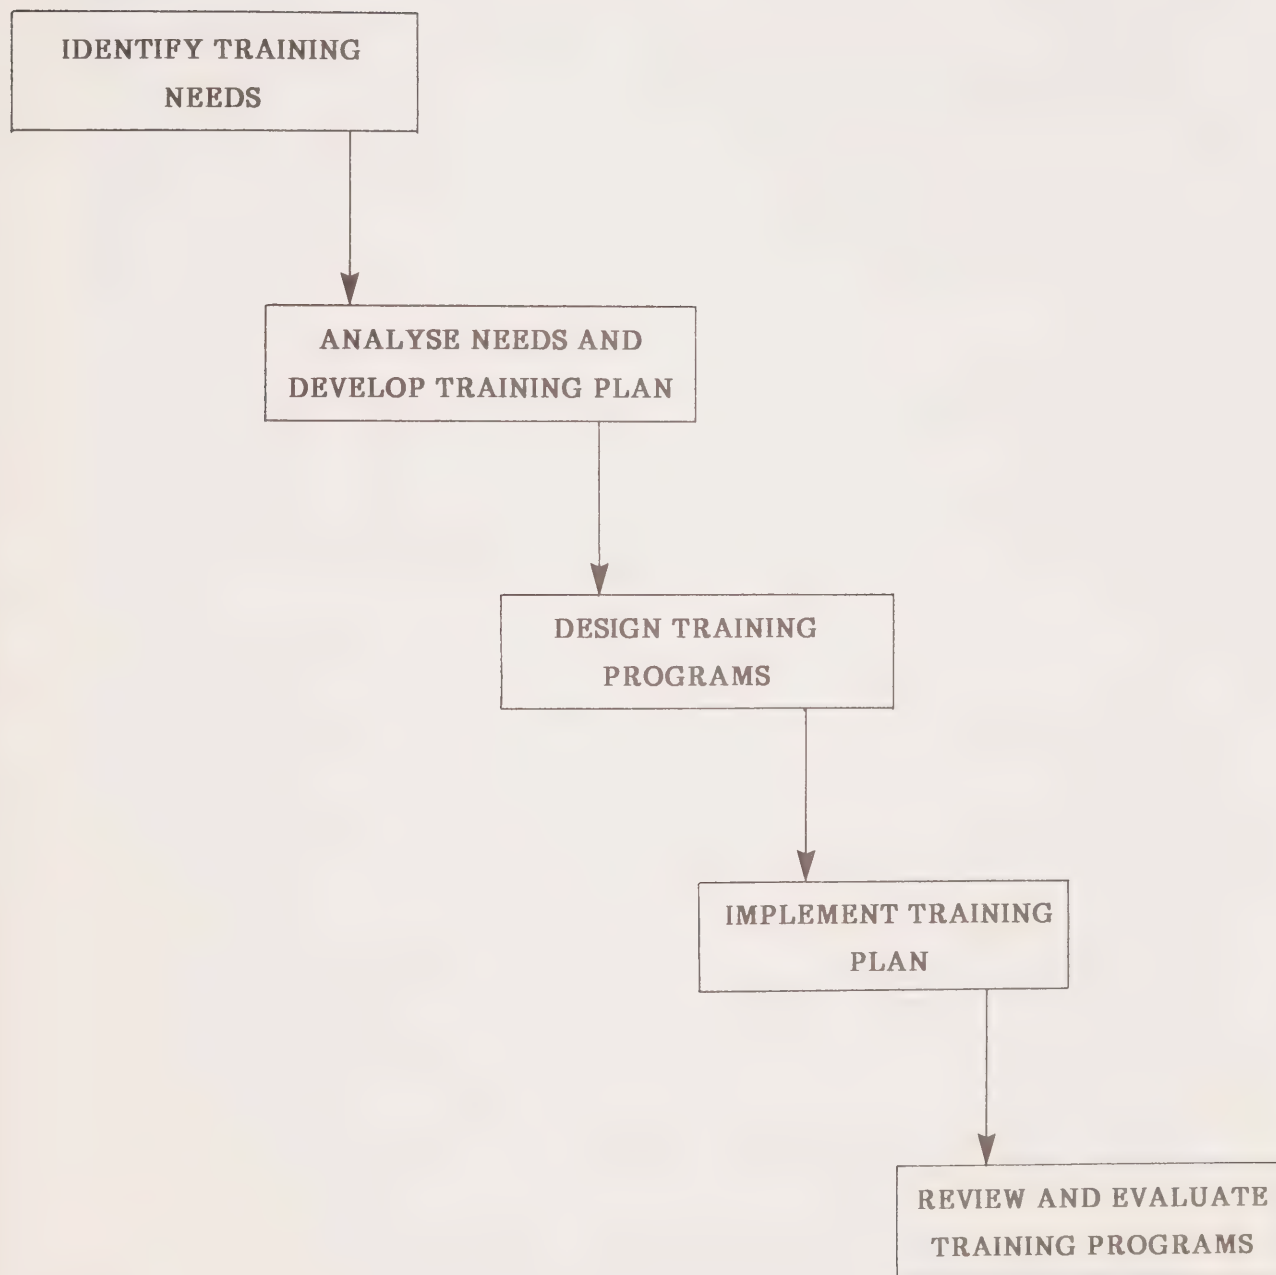 IDENTIFY TRAINING
NEEDS
ANALYSE NEEDS AND
DEVELOP TRAINING PLAN
DESIGN TRAINING
PROGRAMS
IMPLEMENT TRAINING
PLAN
REVIEW AND EVALUATE
TRAINING PROGRAMS